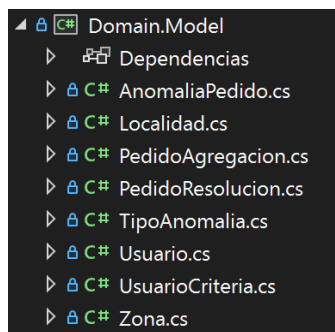 C# Domain.Model
Dependencias
C# AnomaliaPedido.cs
C# Localidad.cs
C# PedidoAgregacion.cs
C# PedidoResolucion.cs
C# TipoAnomalia.cs
C# Usuario.cs
C# UsuarioCriteria.cs
C# Zona.cs